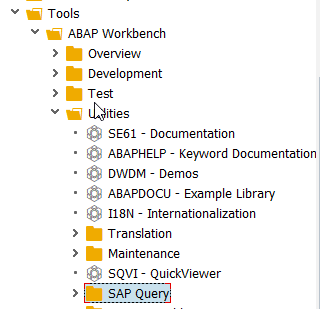 Tools
ABAP Workbench
Overview
Development
Test
Utilities
SE61 - Documentation
ABAPHELP - Keyword Documentation
DWDM - Demos
ABAPDOCU - Example Library
I18N - Internationalization
Translation
Maintenance
SQVI - QuickViewer
SAP Query